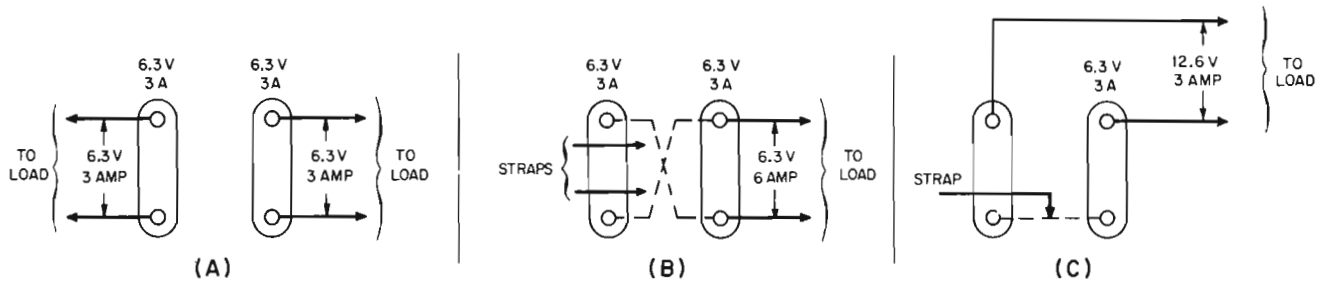 6.3 V
3A
6.3 V
3A
TO
LOAD
6.3 V
3 AMP
6.3 V
3 AMP
TO
LOAD
(A)
6.3 V
3A
6.3 V
3A
STRAPS
6.3 V
6 AMP
TO
LOAD
(B)
12.6 V
3 AMP
TO
LOAD
6.3 V
3 A
STRAP
(C)